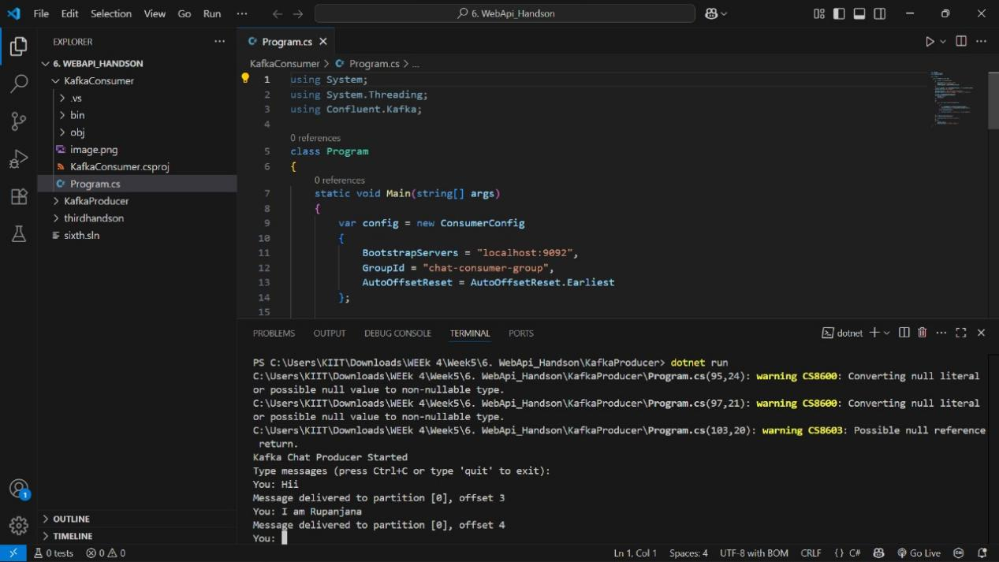 File Edit Selection View Go Run ··· 6. WebApi_Handson
EXPLORER
6. WEBAPI_HANDSON
KafkaConsumer
.vs
bin
obj
image.png
KafkaConsumer.csproj
C# Program.cs
KafkaProducer
thirdhandson
sixth.sln
OUTLINE
TIMELINE
C# Program.cs
KafkaConsumer > C# Program.cs > ...
1 using System;
2 using System.Threading;
3 using Confluent.Kafka;
4
0 references
5 class Program
6 {
0 references
7 static void Main(string[] args)
8 {
9 var config = new ConsumerConfig
10 {
11 BootstrapServers = "localhost:9092",
12 GroupId = "chat-consumer-group",
13 AutoOffsetReset = AutoOffsetReset.Earliest
14 };
15
PROBLEMS OUTPUT DEBUG CONSOLE TERMINAL PORTS dotnet
PS C:\Users\KIIT\Downloads\WEEk 4\Week5\6. WebApi_Handson\KafkaProducer> dotnet run
C:\Users\KIIT\Downloads\WEEk 4\Week5\6. WebApi_Handson\KafkaProducer\Program.cs(95,24): warning CS8600: Converting null literal
or possible null value to non-nullable type.
C:\Users\KIIT\Downloads\WEEk 4\Week5\6. WebApi_Handson\KafkaProducer\Program.cs(97,21): warning CS8600: Converting null literal
or possible null value to non-nullable type.
C:\Users\KIIT\Downloads\WEEk 4\Week5\6. WebApi_Handson\KafkaProducer\Program.cs(103,20): warning CS8603: Possible null reference
return.
Kafka Chat Producer Started
Type messages (press Ctrl+C or type 'quit' to exit):
You: Hii
Message delivered to partition [0], offset 3
You: I am Rupanjana
Message delivered to partition [0], offset 4
You:
1
0 tests 0 0 Ln 1, Col 1 Spaces: 4 UTF-8 with BOM CRLF {} C# Go Live